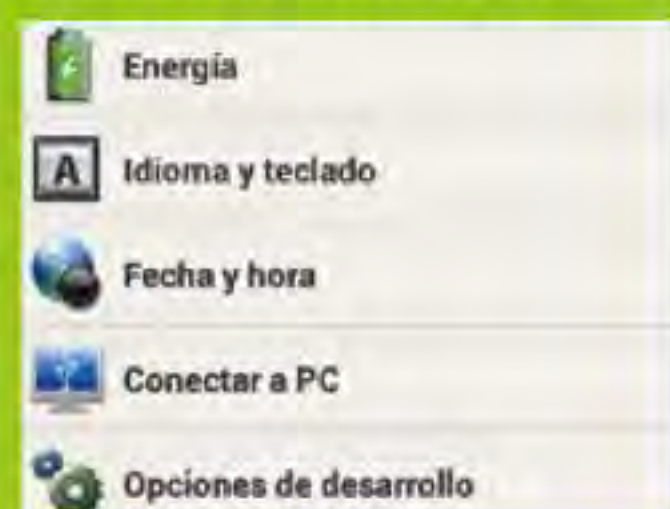 Energía
Idioma y teclado
Fecha y hora
Conectar a PC
Opciones de desarrollo